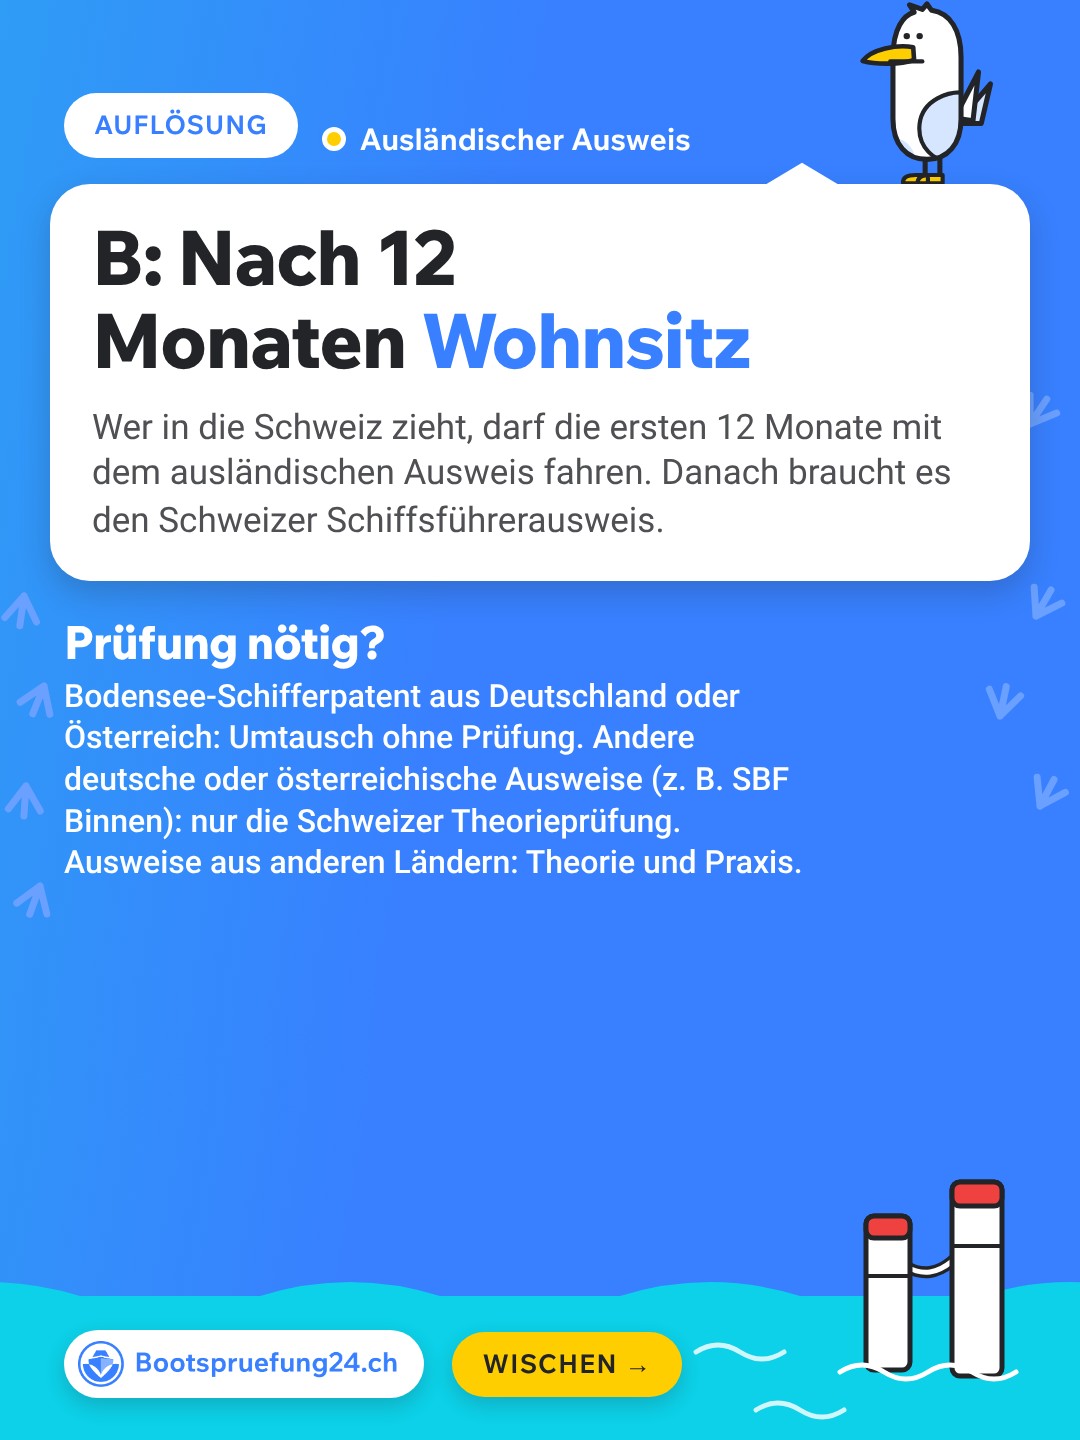 AUFLÖSUNG
Ausländischer Ausweis
B: Nach 12
Monaten Wohnsitz
Wer in die Schweiz zieht, darf die ersten 12 Monate mit
dem ausländischen Ausweis fahren. Danach braucht es
den Schweizer Schiffsführerausweis.
Prüfung nötig?
Bodensee-Schifferpatent aus Deutschland oder
Österreich: Umtausch ohne Prüfung. Andere
deutsche oder österreichische Ausweise (z. B. SBF
Binnen): nur die Schweizer Theorieprüfung.
Ausweise aus anderen Ländern: Theorie und Praxis.
Bootspruefung24.ch
WISCHEN →